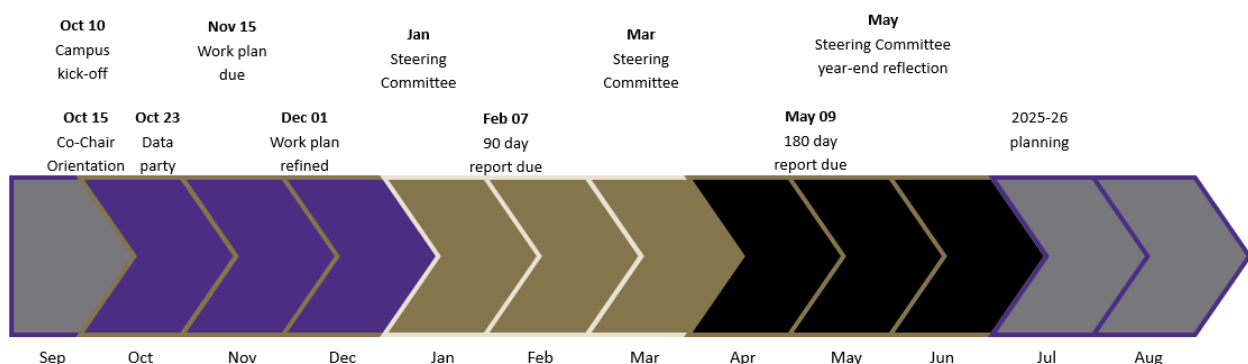 Oct 10
Campus
kick-off
Nov 15
Work plan
due
Jan
Steering
Committee
Mar
Steering
Committee
May
Steering Committee
year-end reflection
Oct 15
Co-Chair
Orientation
Oct 23
Data
party
Dec 01
Work plan
refined
Feb 07
90 day
report due
May 09
180 day
report due
2025-26
planning
Sep
Oct
Nov
Dec
Jan
Feb
Mar
Apr
May
Jun
Jul
Aug